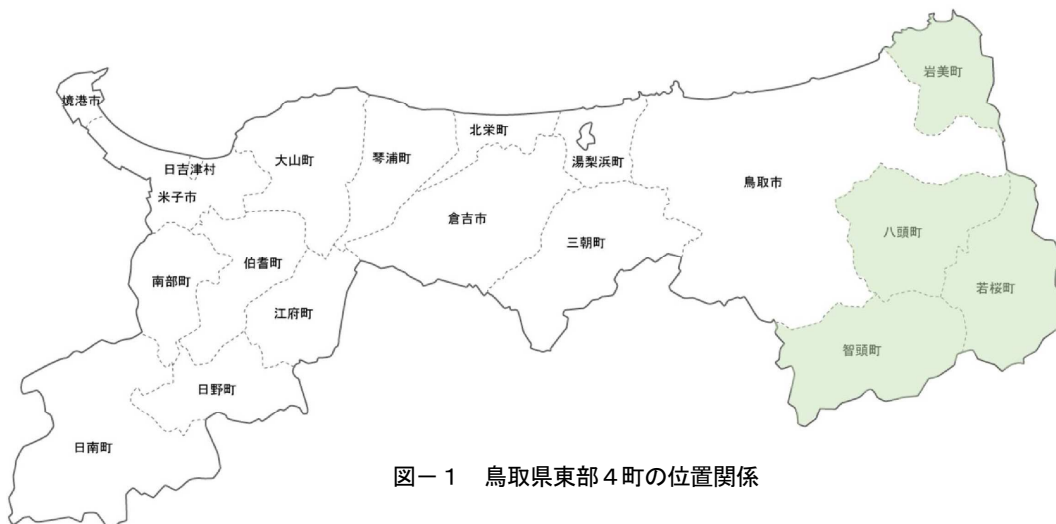 岩美町
境港市
北栄町
大山町
琴浦町
湯梨浜町
日吉津村
鳥取市
米子市
倉吉市
八頭町
三朝町
伯耆町
南部町
若桜町
江府町
智頭町
日野町
日南町
図－１　鳥取県東部４町の位置関係